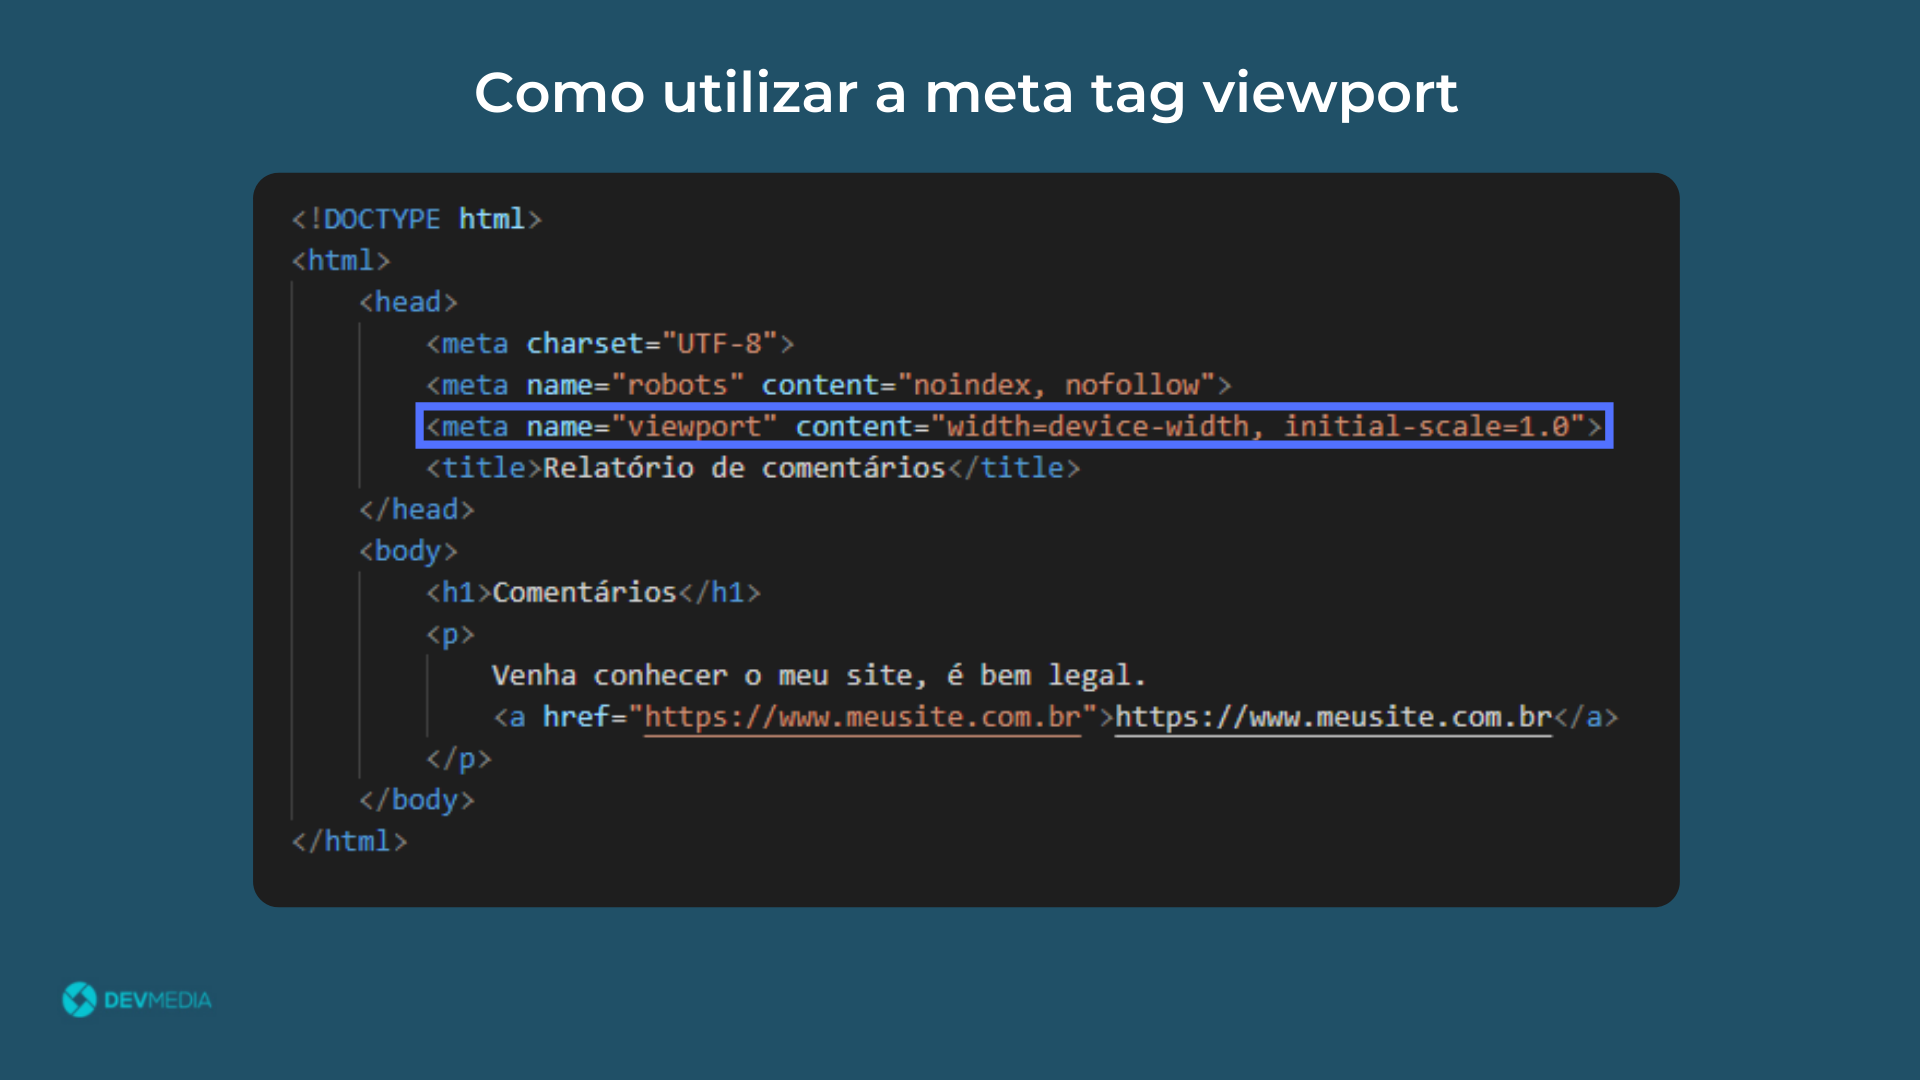 Como utilizar a meta tag viewport
<!DOCTYPE html>
<html>
<head>
<meta charset="UTF-8">
<meta name="robots" content="noindex, nofollow">
<meta name="viewport" content="width=device-width, initial-scale=1.0">
<title>Relatório de comentários</title>
</head>
<body>
<h1>Comentários</h1>
<p>
Venha conhecer o meu site, é bem legal.
<a href="https://www.meusite.com.br">https://www.meusite.com.br</a>
</p>
</body>
</html>
DEVMEDIA